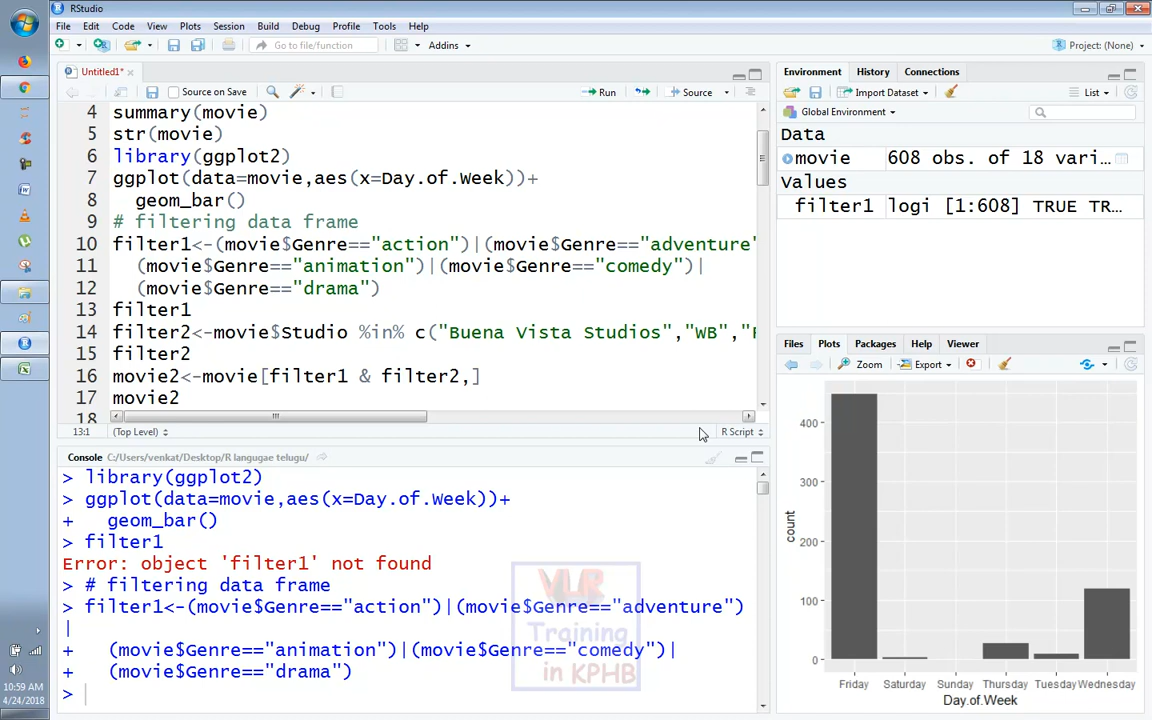 RStudio
File Edit Code View Plots Session Build Debug Profile Tools Help
Go to file/function Addins Project: (None)
Untitled1*
Source on Save Run Source
4 summary(movie)
5 str(movie)
6 library(ggplot2)
7 ggplot(data=movie,aes(x=Day.of.Week))+
8 geom_bar()
9 # filtering data frame
10 filter1<-(movie$Genre=="action")|(movie$Genre=="adventure"
11 (movie$Genre=="animation")|(movie$Genre=="comedy")|
12 (movie$Genre=="drama")
13 filter1
14 filter2<-movie$Studio %in% c("Buena Vista Studios","WB","F
15 filter2
16 movie2<-movie[filter1 & filter2,]
17 movie2
18
13:1 (Top Level) R Script
Console C:/Users/venkat/Desktop/R langugae telugu/
> library(ggplot2)
> ggplot(data=movie,aes(x=Day.of.Week))+
+ geom_bar()
> filter1
Error: object 'filter1' not found
> # filtering data frame
> filter1<-(movie$Genre=="action")|(movie$Genre=="adventure")
|
+ (movie$Genre=="animation")|(movie$Genre=="comedy")|
+ (movie$Genre=="drama")
>
VLR
Training
in KPHB
Environment History Connections
Import Dataset List
Global Environment
Data
movie 608 obs. of 18 vari...
Values
filter1 logi [1:608] TRUE TR...
Files Plots Packages Help Viewer
Zoom Export
400
300
200
100
0
count
Friday Saturday Sunday Thursday Tuesday Wednesday
Day.of.Week
10:59 AM
4/24/2018